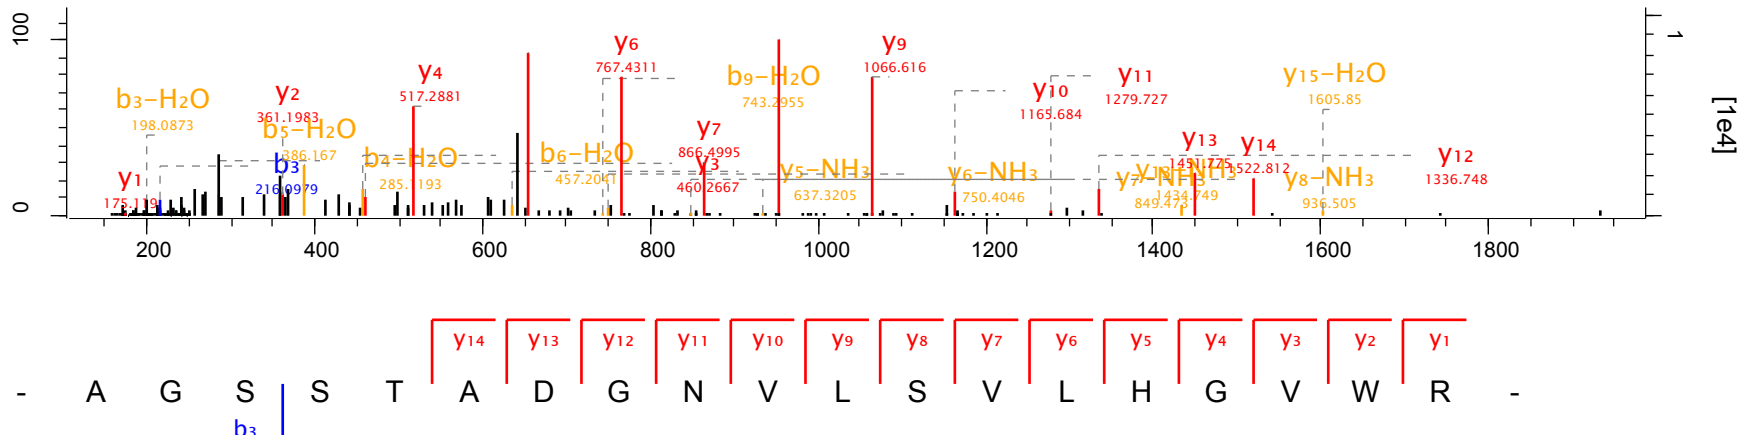 100
0
1
[1e4]
b3-H2O
198.0873
y1
175.119
b3
216.0979
y2
361.1983
b5-H2O
386.167
b4-H2O
285.1193
y4
517.2881
b6-H2O
457.2041
y6
767.4311
y7
866.4995
y3
460.2667
b9-H2O
743.2955
y5-NH3
637.3205
y9
1066.616
y6-NH3
750.4046
y10
1165.684
y11
1279.727
y7-NH3
849.473
y13-NH3
1434.749
y13
1451.775
y14
1522.812
y15-H2O
1605.85
y8-NH3
936.505
y12
1336.748
200 400 600 800 1000 1200 1400 1600 1800
y14 y13 y12 y11 y10 y9 y8 y7 y6 y5 y4 y3 y2 y1
- A G S S T A D G N V L S V L H G V W R -
b3